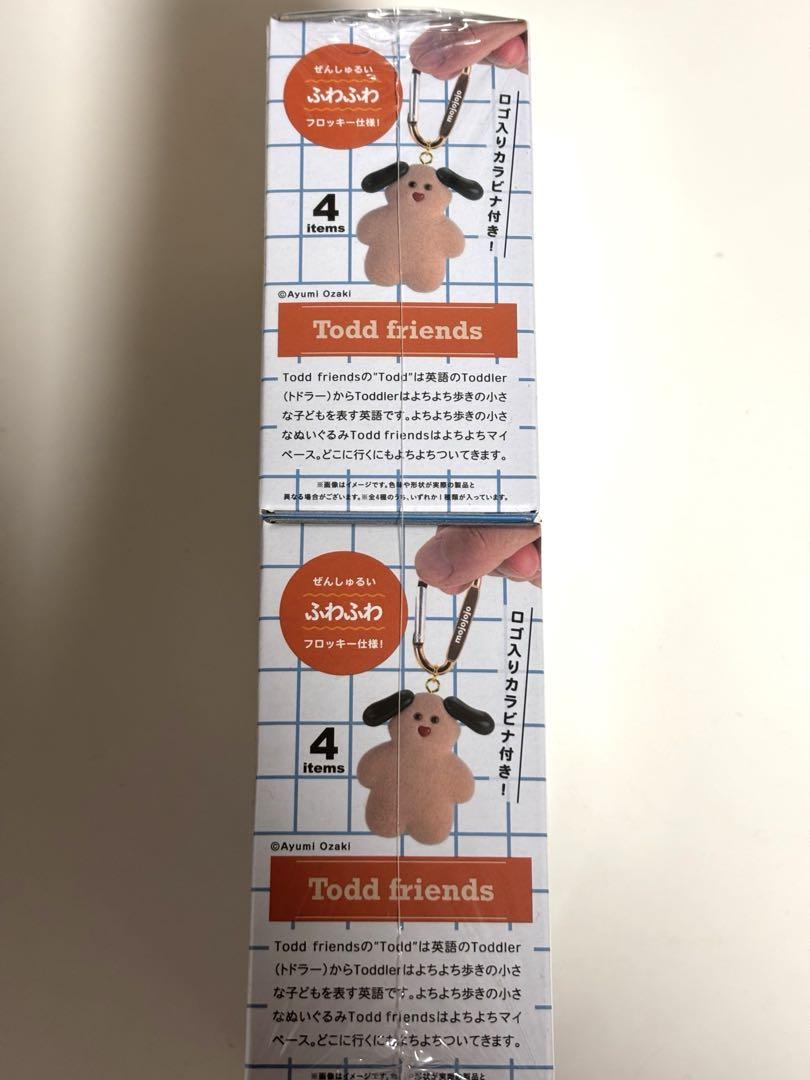 ぜんしゅるい
ふわふわ
フロッキー仕様!
mojojojo
ロゴ入りカラビナ付き!
4
items
©Ayumi Ozaki
Todd friends
Todd friendsの"Todd"は英語のToddler
(トドラー)からToddlerはよちよち歩きの小さ
な子どもを表す英語です。よちよち歩きの小さ
なぬいぐるみTodd friendsはよちよちマイ
ペース。どこに行くにもよちよちついてきます。
※画像はイメージです。色味や形状が実際の製品と
異なる場合がございます。※全4種のうち、いずれか1種類が入っています。
ぜんしゅるい
ふわふわ
フロッキー仕様!
mojojojo
ロゴ入りカラビナ付き!
4
items
©Ayumi Ozaki
Todd friends
Todd friendsの"Todd"は英語のToddler
(トドラー)からToddlerはよちよち歩きの小さ
な子どもを表す英語です。よちよち歩きの小さ
なぬいぐるみTodd friendsはよちよちマイ
ペース。どこに行くにもよちよちついてきます。
※画像はイメージです。色味や形状が実際の製品と